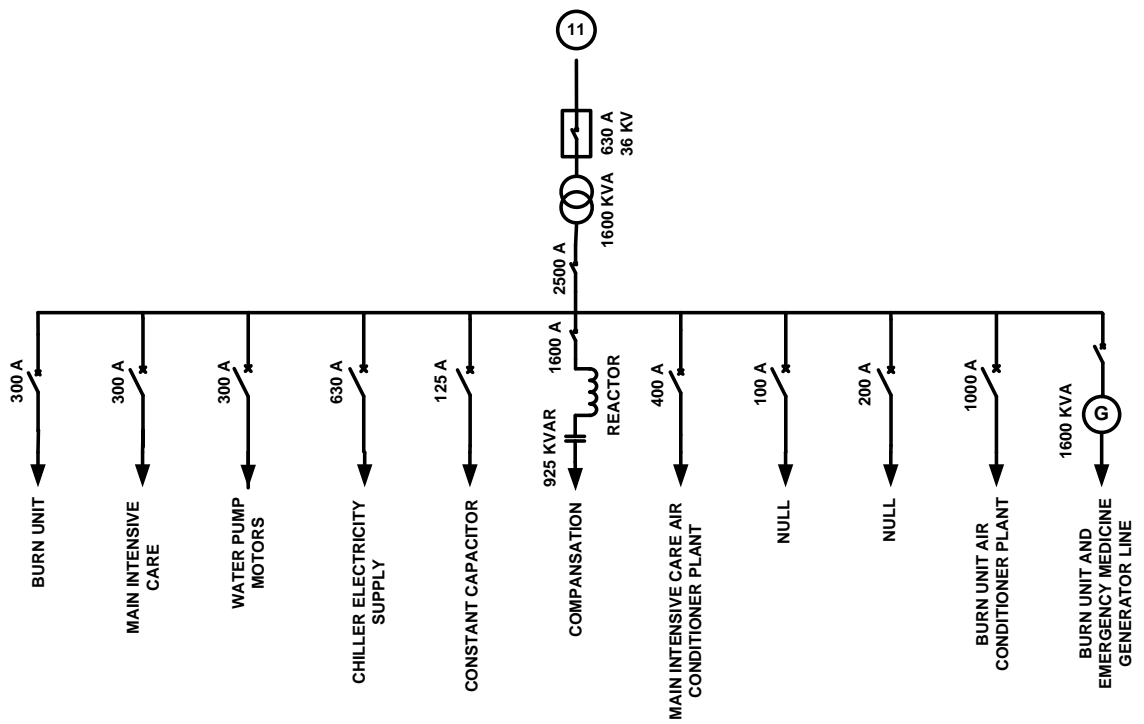 11
630 A
36 KV
1600 KVA
2500 A
300 A
300 A
300 A
630 A
125 A
1600 A
REACTOR
925 KVAR
400 A
100 A
200 A
1000 A
G
1600 KVA
BURN UNIT
MAIN INTENSIVE
CARE
WATER PUMP
MOTORS
CHILLER ELECTRICITY
SUPPLY
CONSTANT CAPACITOR
COMPANSATION
MAIN INTENSIVE CARE AIR
CONDITIONER PLANT
NULL
NULL
BURN UNIT AIR
CONDITIONER PLANT
BURN UNIT AND
EMERGENCY MEDICINE
GENERATOR LINE